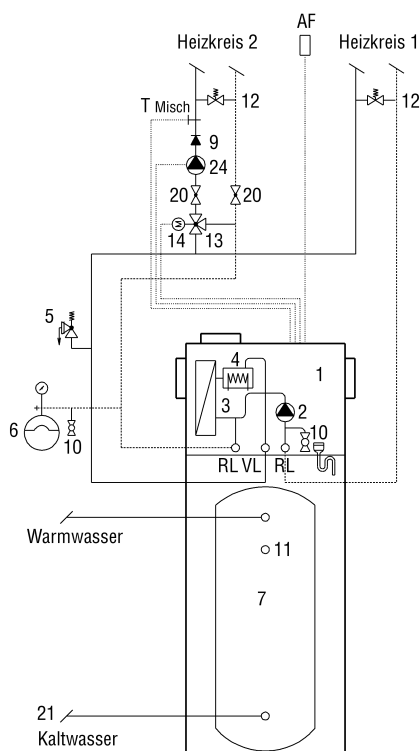 AF
Heizkreis 2
Heizkreis 1
12
12
T Misch
9
24
20
20
M
14
13
5
4
1
3
2
6
10
10
RL VL RL
Warmwasser
11
7
21
Kaltwasser